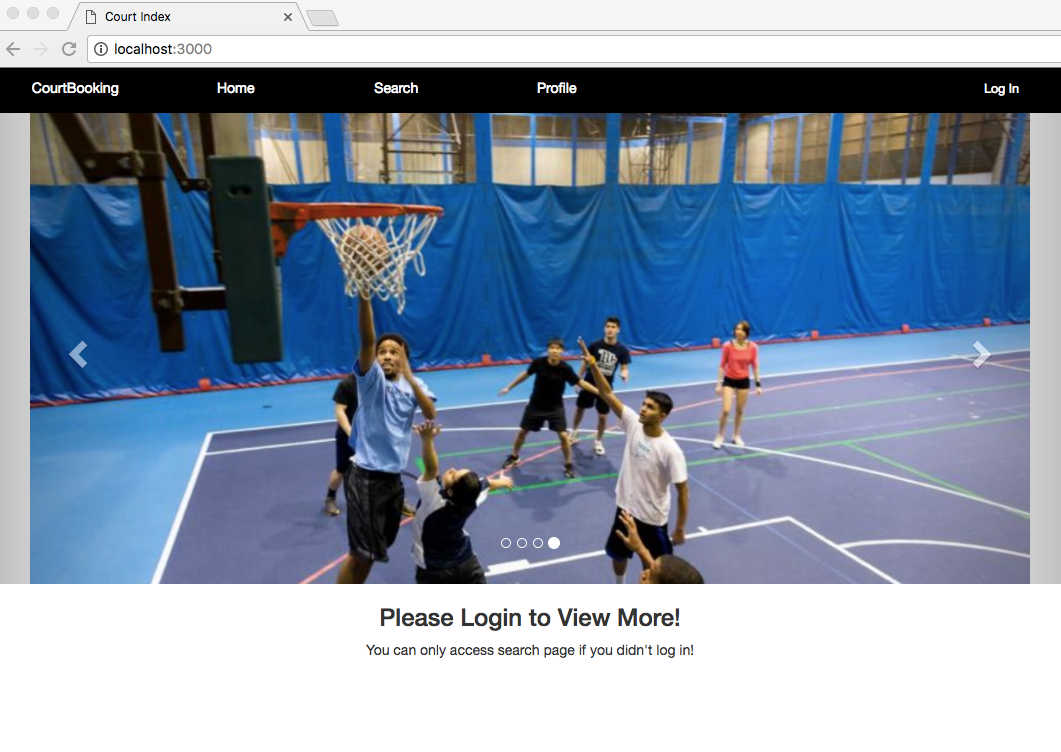 Court Index
localhost:3000
CourtBooking Home Search Profile Log In
Please Login to View More!
You can only access search page if you didn't log in!